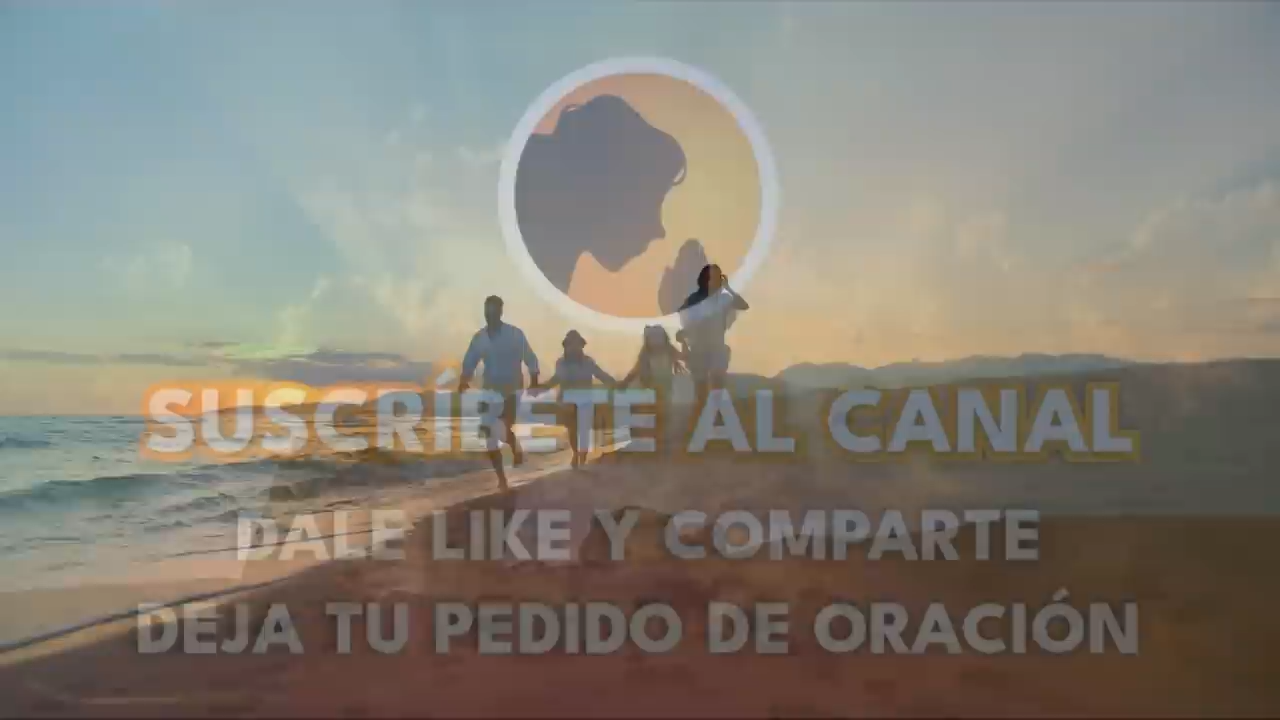 SUSCRÍBETE AL CANAL
DALE LIKE Y COMPARTE
DEJA TU PEDIDO DE ORACIÓN